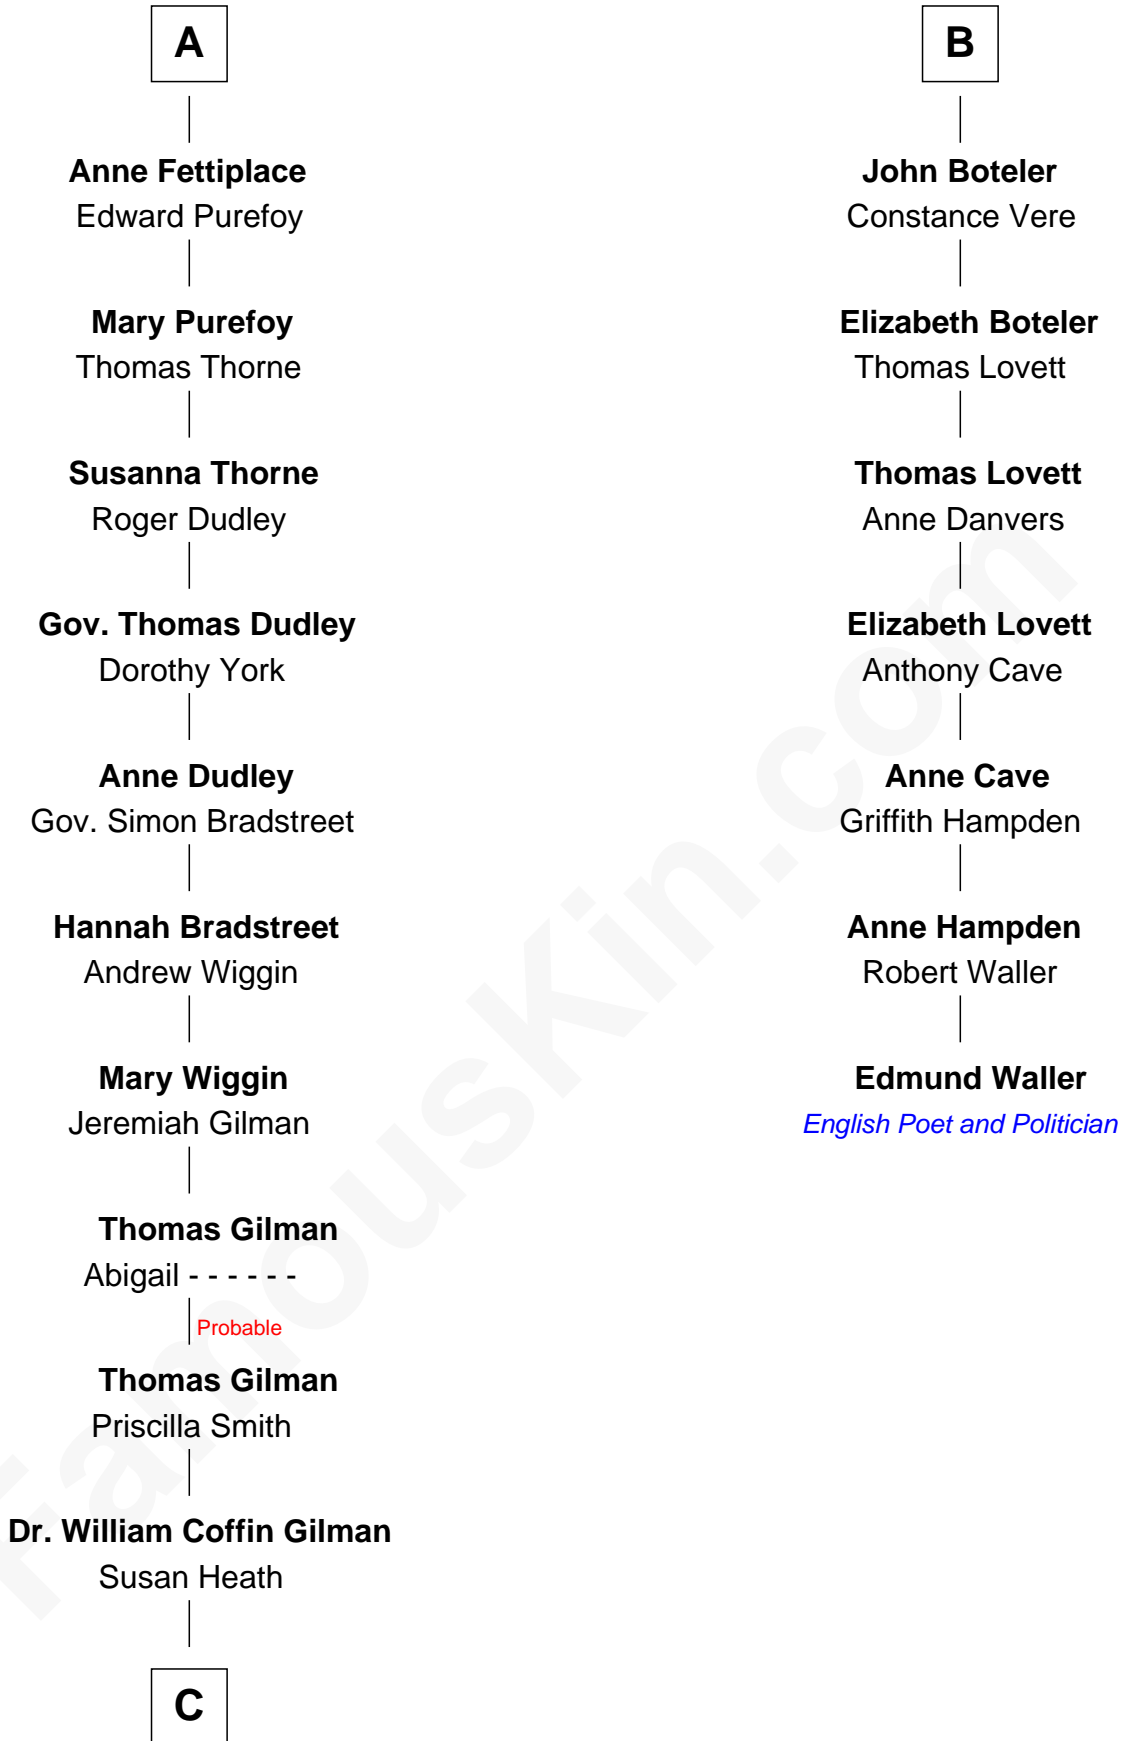 A
Anne Fettiplace
Edward Purefoy
Mary Purefoy
Thomas Thorne
Susanna Thorne
Roger Dudley
Gov. Thomas Dudley
Dorothy York
Anne Dudley
Gov. Simon Bradstreet
Hannah Bradstreet
Andrew Wiggin
Mary Wiggin
Jeremiah Gilman
Thomas Gilman
Abigail - - - - - -
Probable
Thomas Gilman
Priscilla Smith
Dr. William Coffin Gilman
Susan Heath
C
B
John Boteler
Constance Vere
Elizabeth Boteler
Thomas Lovett
Thomas Lovett
Anne Danvers
Elizabeth Lovett
Anthony Cave
Anne Cave
Griffith Hampden
Anne Hampden
Robert Waller
Edmund Waller
English Poet and Politician
FamousKin.com